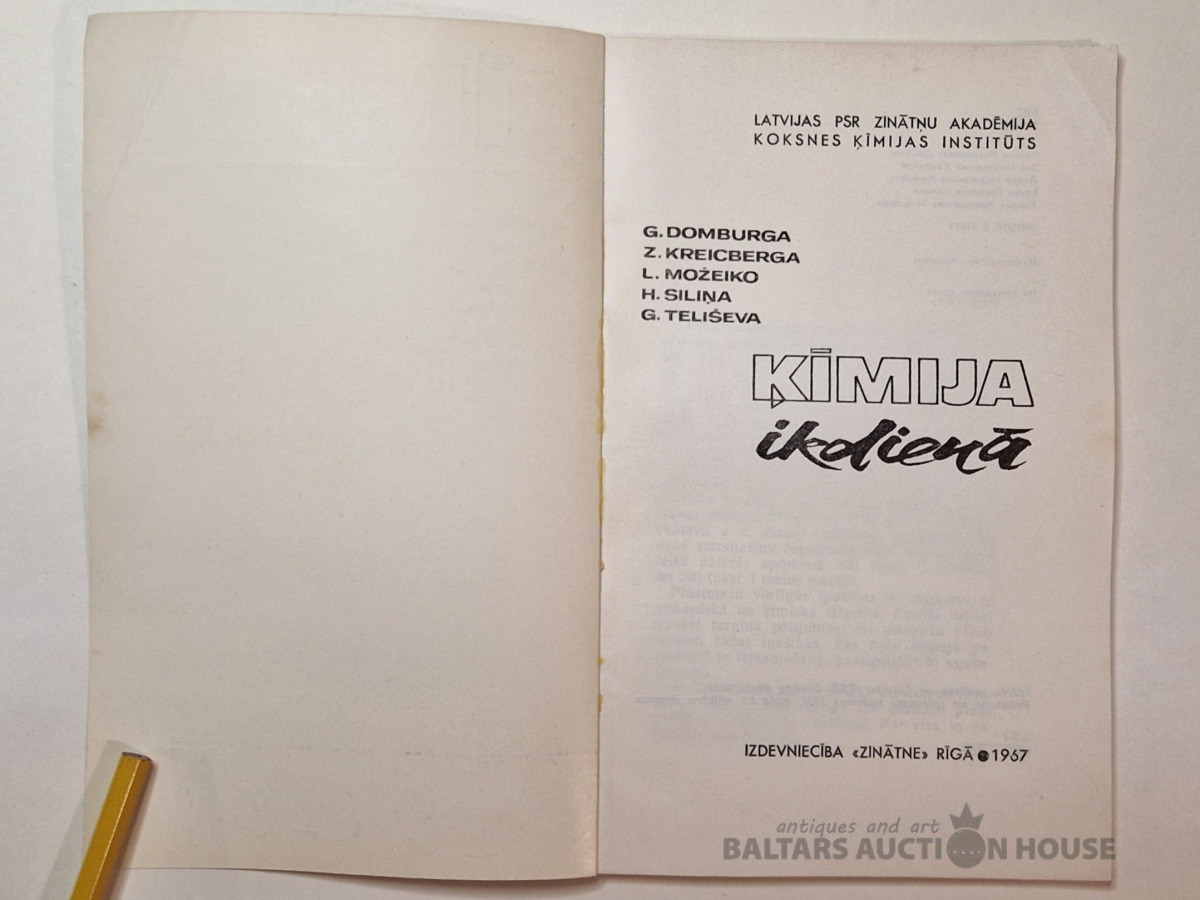 LATVIJAS PSR ZINĀTŅU AKADĒMIJA
KOKSNES ĶĪMIJAS INSTITŪTS
G. DOMBURGA
Z. KREICBERGA
L. MOŽEIKO
H. SILIŅA
G. TELIŠEVA
ĶĪMIJA
ikdienā
IZDEVNIECĪBA «ZINĀTNE» RĪGĀ 1967
antiques and art
BALTARS AUCTION HOUSE